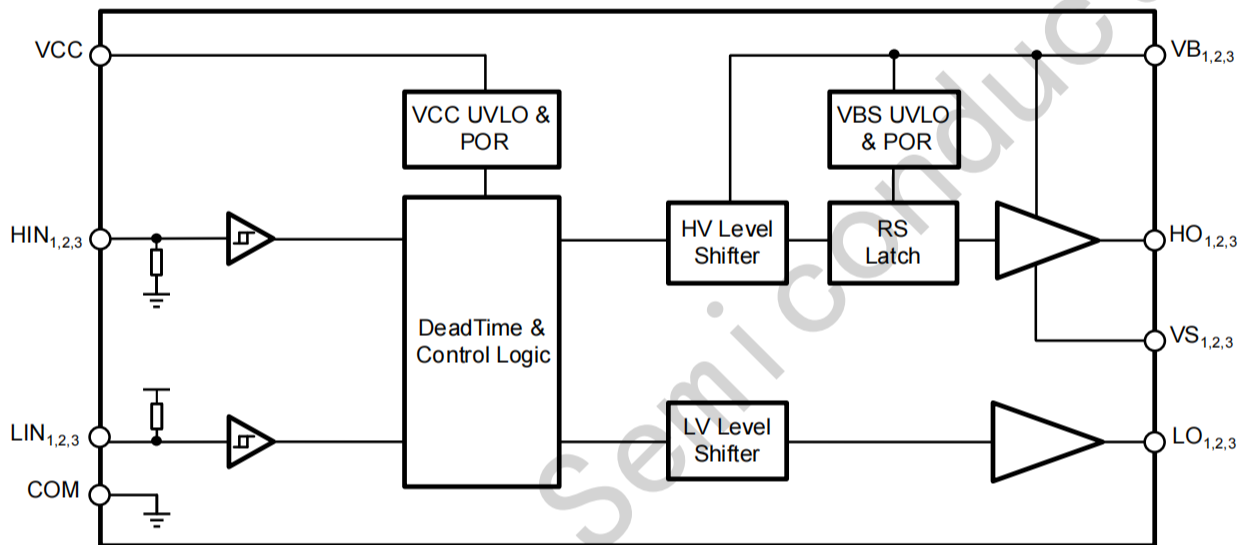 VCC
VB1,2,3
VCC UVLO &
POR
VBS UVLO
& POR
HIN1,2,3
HV Level
Shifter
RS
Latch
HO1,2,3
DeadTime &
Control Logic
VS1,2,3
LIN1,2,3
LV Level
Shifter
LO1,2,3
COM
Semiconduc